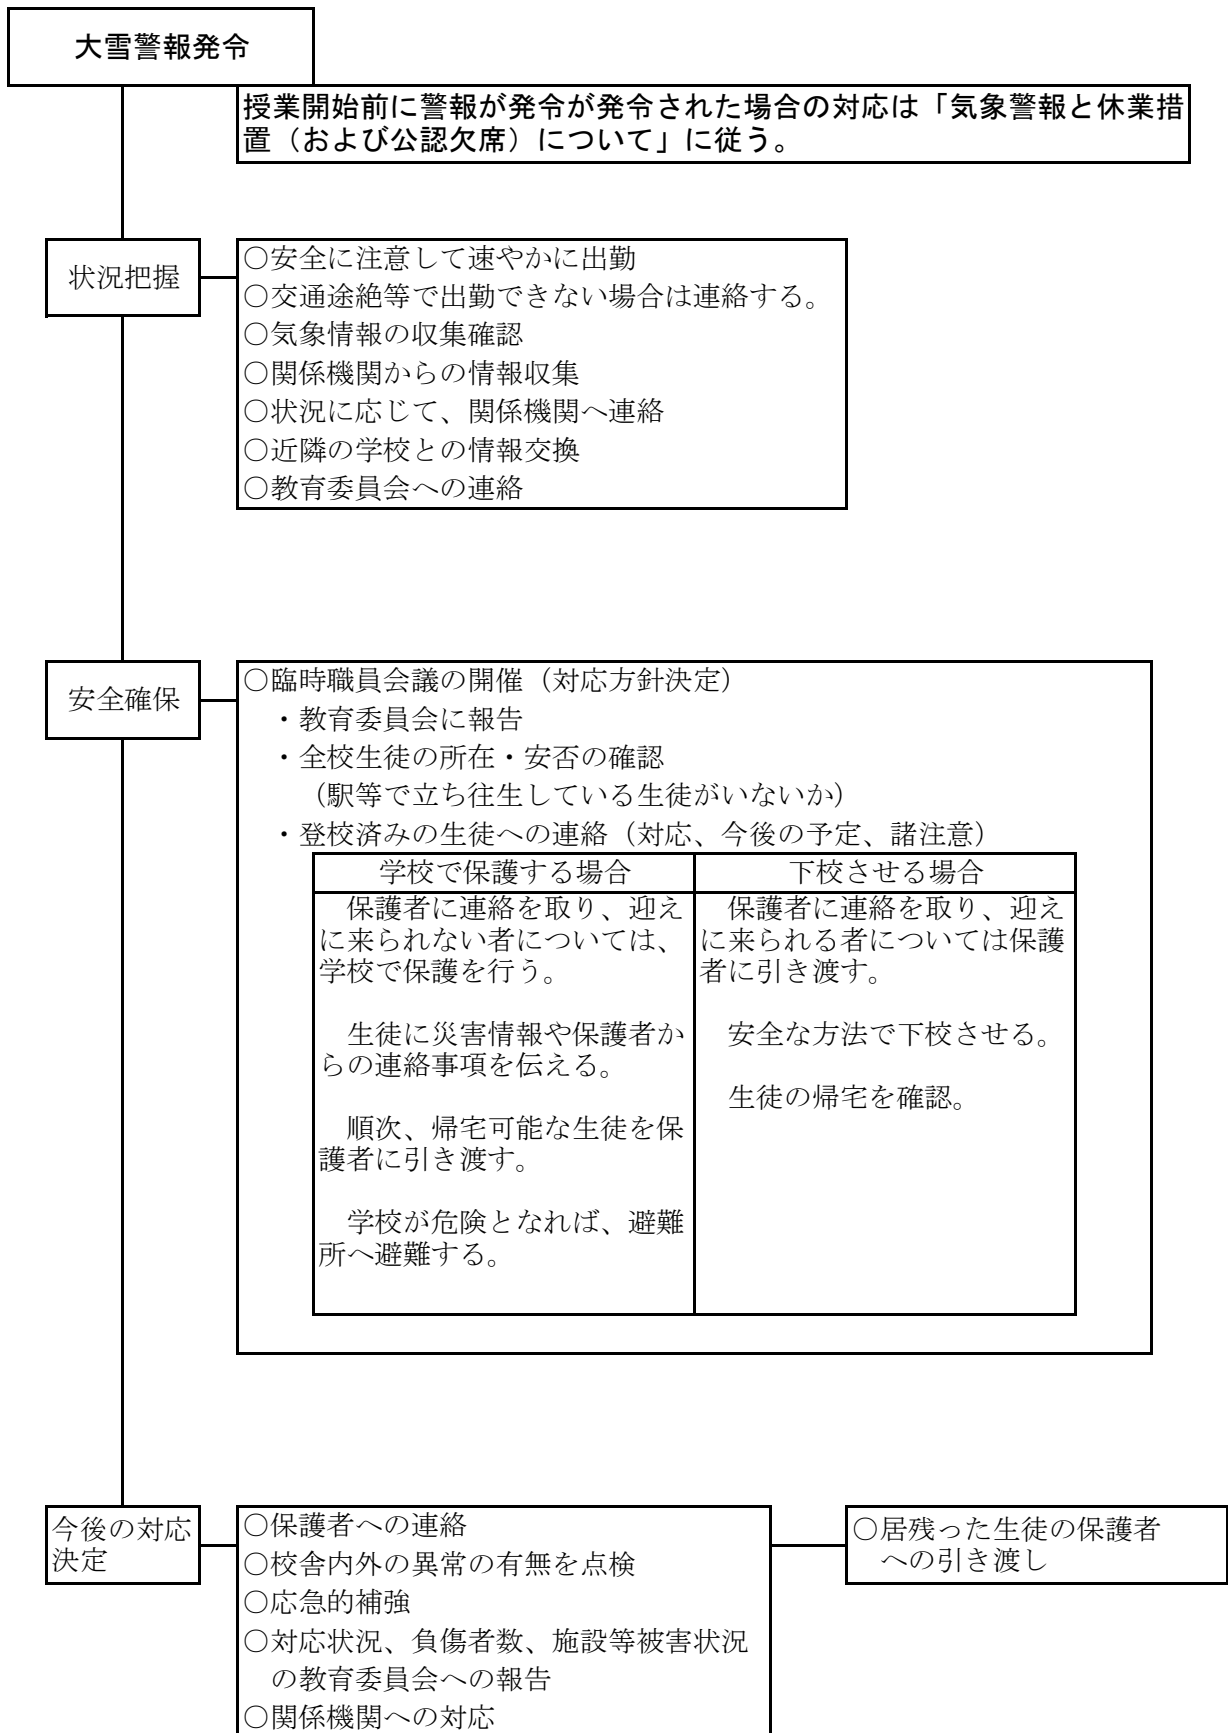 大雪警報発令
授業開始前に警報が発令が発令された場合の対応は「気象警報と休業措
置（および公認欠席）について」に従う。
状況把握
○安全に注意して速やかに出勤
○交通途絶等で出勤できない場合は連絡する。
○気象情報の収集確認
○関係機関からの情報収集
○状況に応じて、関係機関へ連絡
○近隣の学校との情報交換
○教育委員会への連絡
安全確保
○臨時職員会議の開催（対応方針決定）
・教育委員会に報告
・全校生徒の所在・安否の確認
（駅等で立ち往生している生徒がいないか）
・登校済みの生徒への連絡（対応、今後の予定、諸注意）
学校で保護する場合
保護者に連絡を取り、迎え
に来られない者については、
学校で保護を行う。
生徒に災害情報や保護者か
らの連絡事項を伝える。
順次、帰宅可能な生徒を保
護者に引き渡す。
学校が危険となれば、避難
所へ避難する。
下校させる場合
保護者に連絡を取り、迎え
に来られる者については保護
者に引き渡す。
安全な方法で下校させる。
生徒の帰宅を確認。
今後の対応
決定
○保護者への連絡
○校舎内外の異常の有無を点検
○応急的補強
○対応状況、負傷者数、施設等被害状況
の教育委員会への報告
○関係機関への対応
○居残った生徒の保護者
への引き渡し